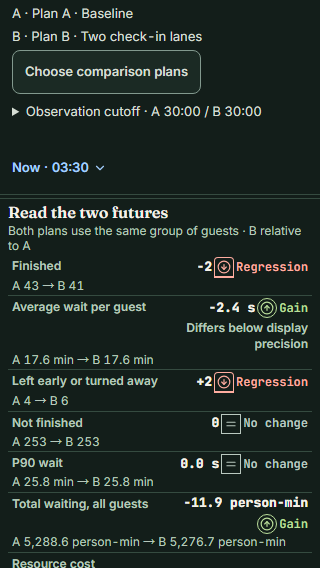 A · Plan A · Baseline
B · Plan B · Two check-in lanes
Choose comparison plans
▶ Observation cutoff · A 30:00 / B 30:00
Now · 03:30
Read the two futures
Both plans use the same group of guests · B relative
to A
Finished -2 Regression
A 43 → B 41
Average wait per guest -2.4 s Gain
Differs below display
precision
A 17.6 min → B 17.6 min
Left early or turned away +2 Regression
A 4 → B 6
Not finished 0 = No change
A 253 → B 253
P90 wait 0.0 s = No change
A 25.8 min → B 25.8 min
Total waiting, all guests -11.9 person-min
Gain
A 5,288.6 person-min → B 5,276.7 person-min
Resource cost